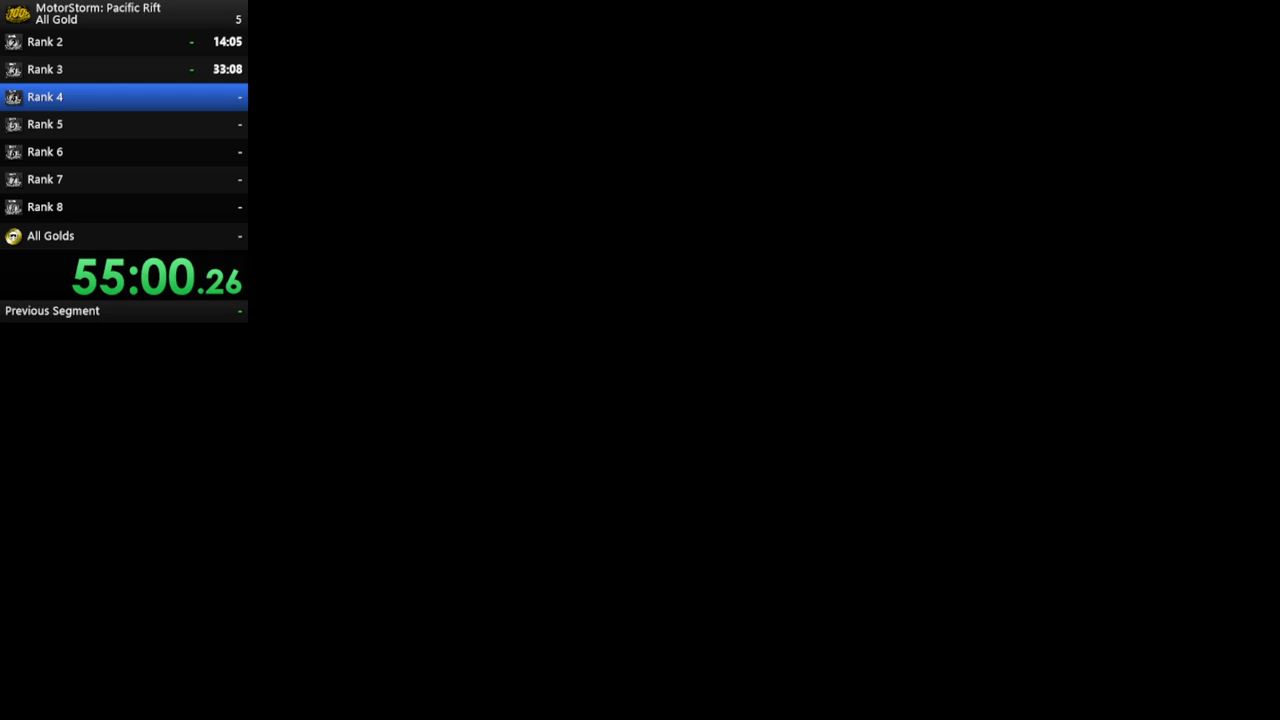 MotorStorm: Pacific Rift
All Gold 5
Rank 2 - 14:05
Rank 3 - 33:08
Rank 4 -
Rank 5 -
Rank 6 -
Rank 7 -
Rank 8 -
All Golds -
55:00.26
Previous Segment -